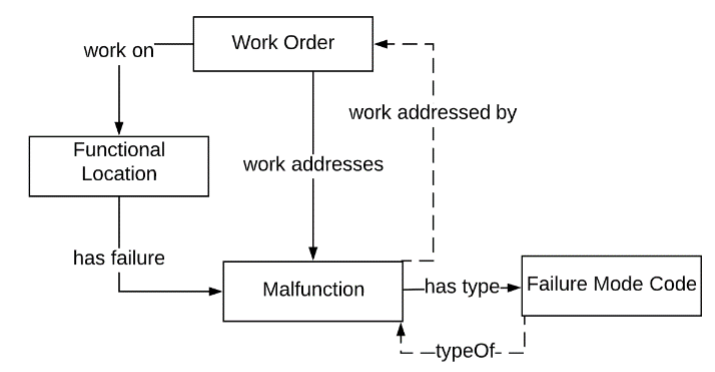 Work Order
work on
work addressed by
Functional
Location
work addresses
has failure
Malfunction
has type
Failure Mode Code
typeOf